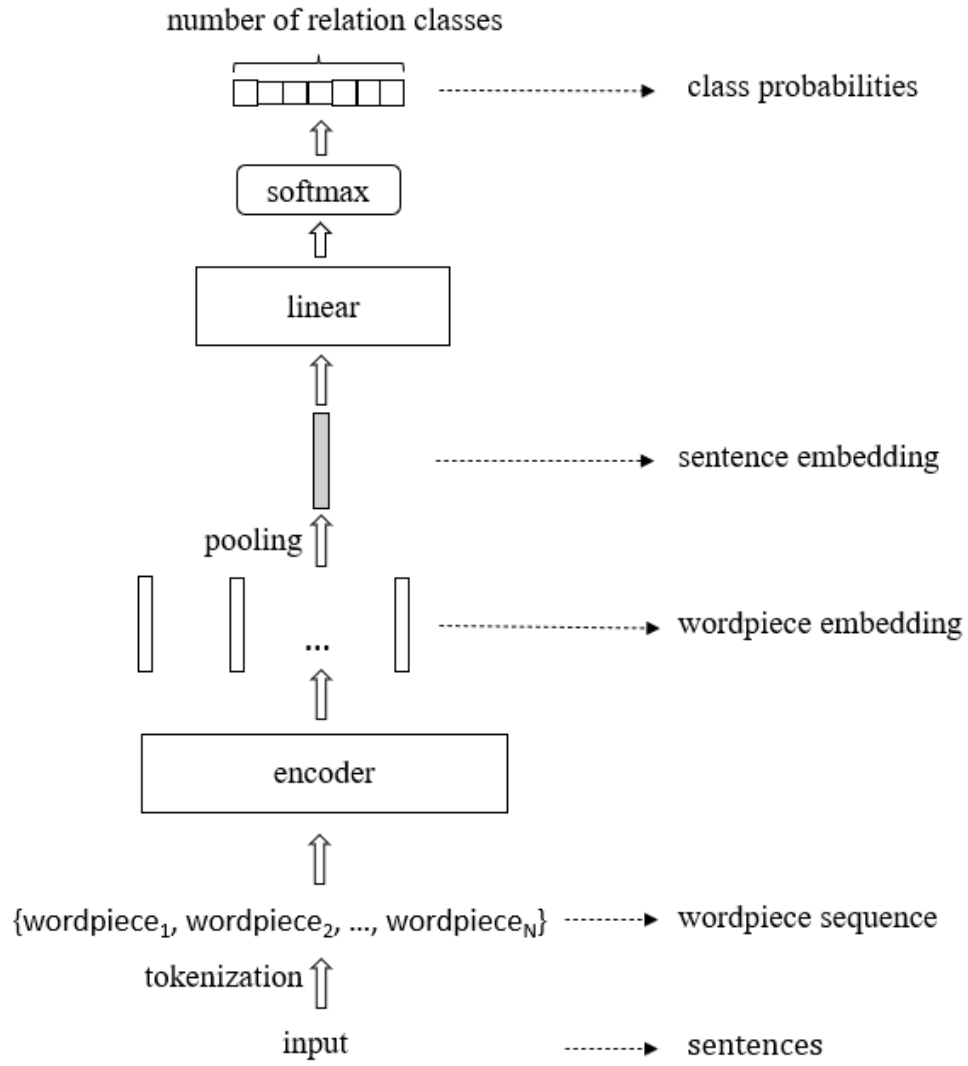 number of relation classes
class probabilities
softmax
linear
sentence embedding
pooling
wordpiece embedding
...
encoder
{wordpiece₁, wordpiece₂, ..., wordpieceN}
wordpiece sequence
tokenization
input
sentences